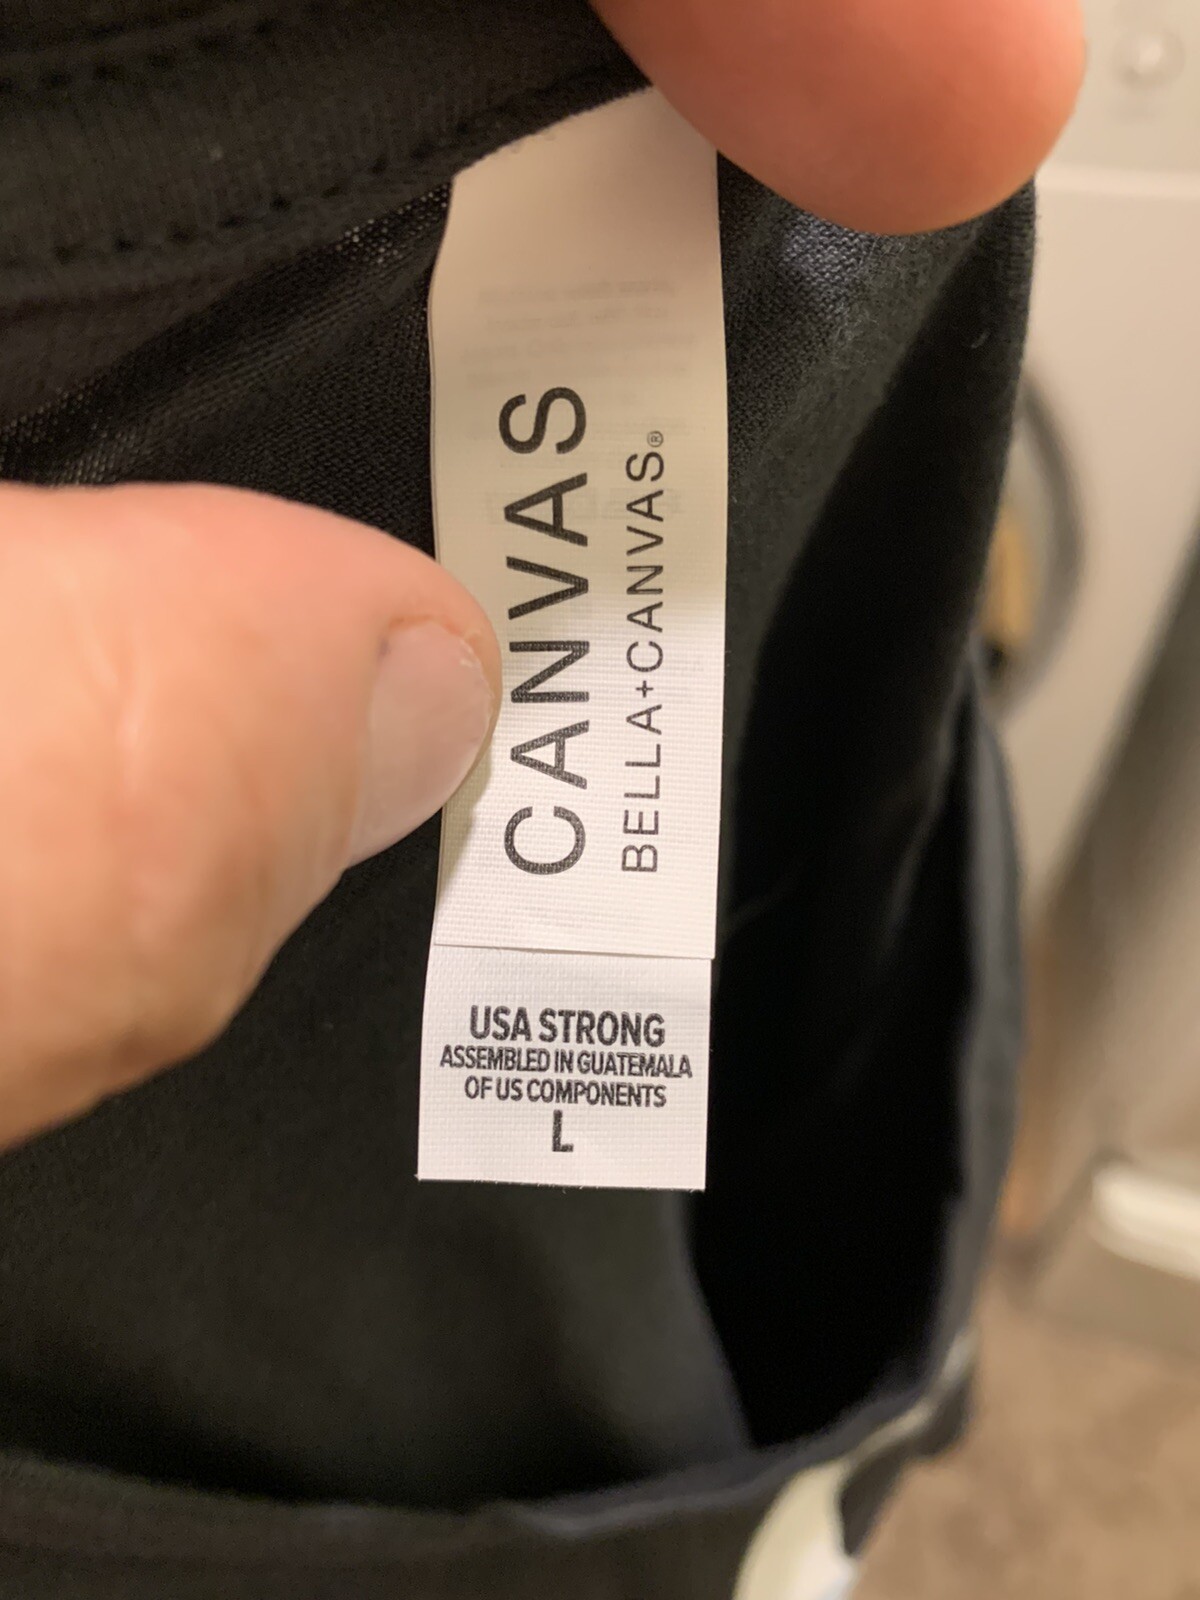 CANVAS
BELLA+CANVAS®
USA STRONG
ASSEMBLED IN GUATEMALA
OF US COMPONENTS
L